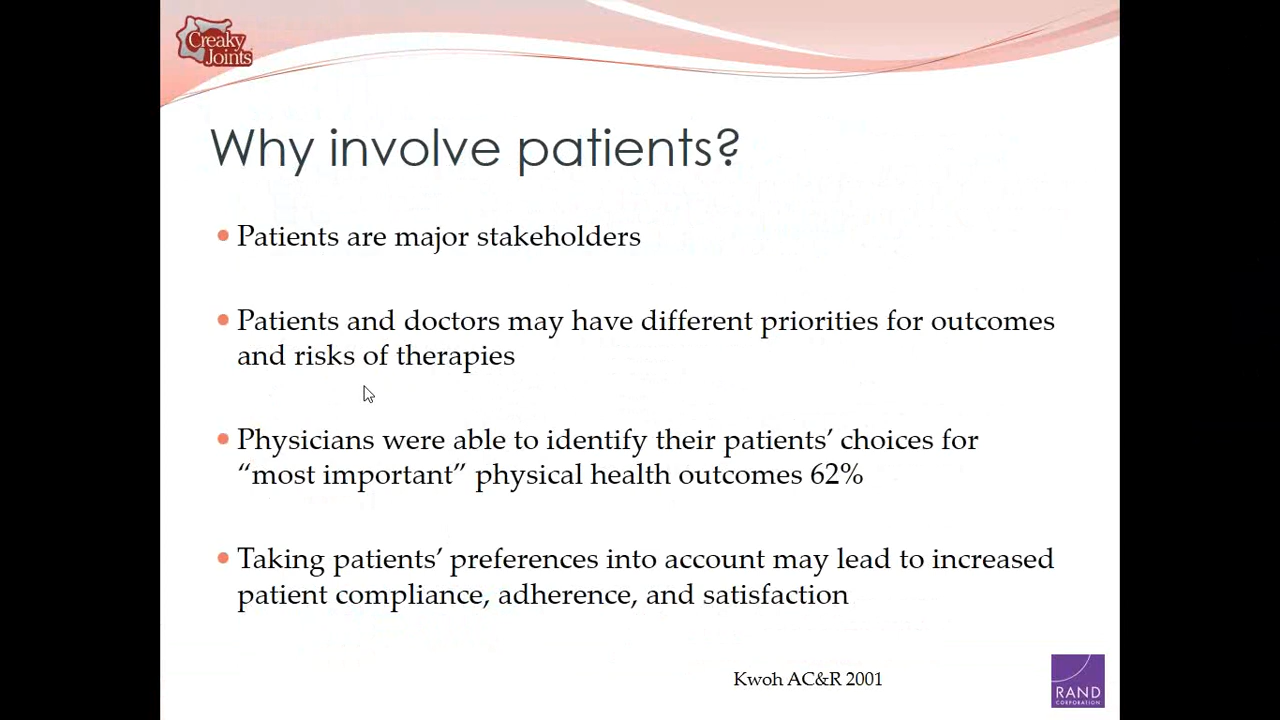 Creaky
Joints
Why involve patients?
Patients are major stakeholders
Patients and doctors may have different priorities for outcomes
and risks of therapies
Physicians were able to identify their patients’ choices for
“most important” physical health outcomes 62%
Taking patients’ preferences into account may lead to increased
patient compliance, adherence, and satisfaction
Kwoh AC&R 2001
RAND
CORPORATION